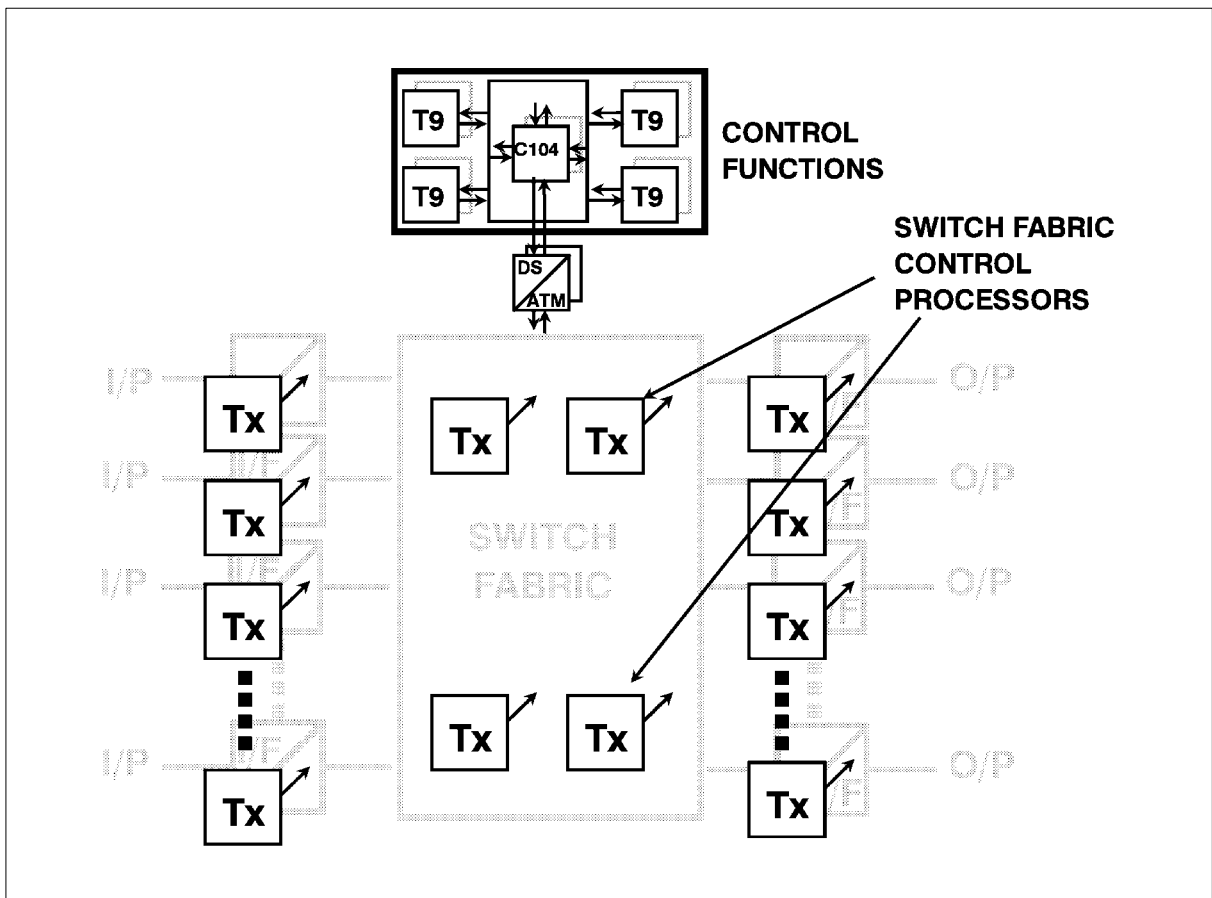 T9
T9
C104
T9
T9
CONTROL
FUNCTIONS
DS
ATM
SWITCH FABRIC
CONTROL
PROCESSORS
I/P
Tx
Tx
Tx
Tx
O/P
I/P
I/F
Tx
Tx
F
O/P
SWITCH
FABRIC
I/P
I/F
Tx
Tx
F
O/P
Tx
Tx
I/P
I/F
Tx
Tx
/F
O/P